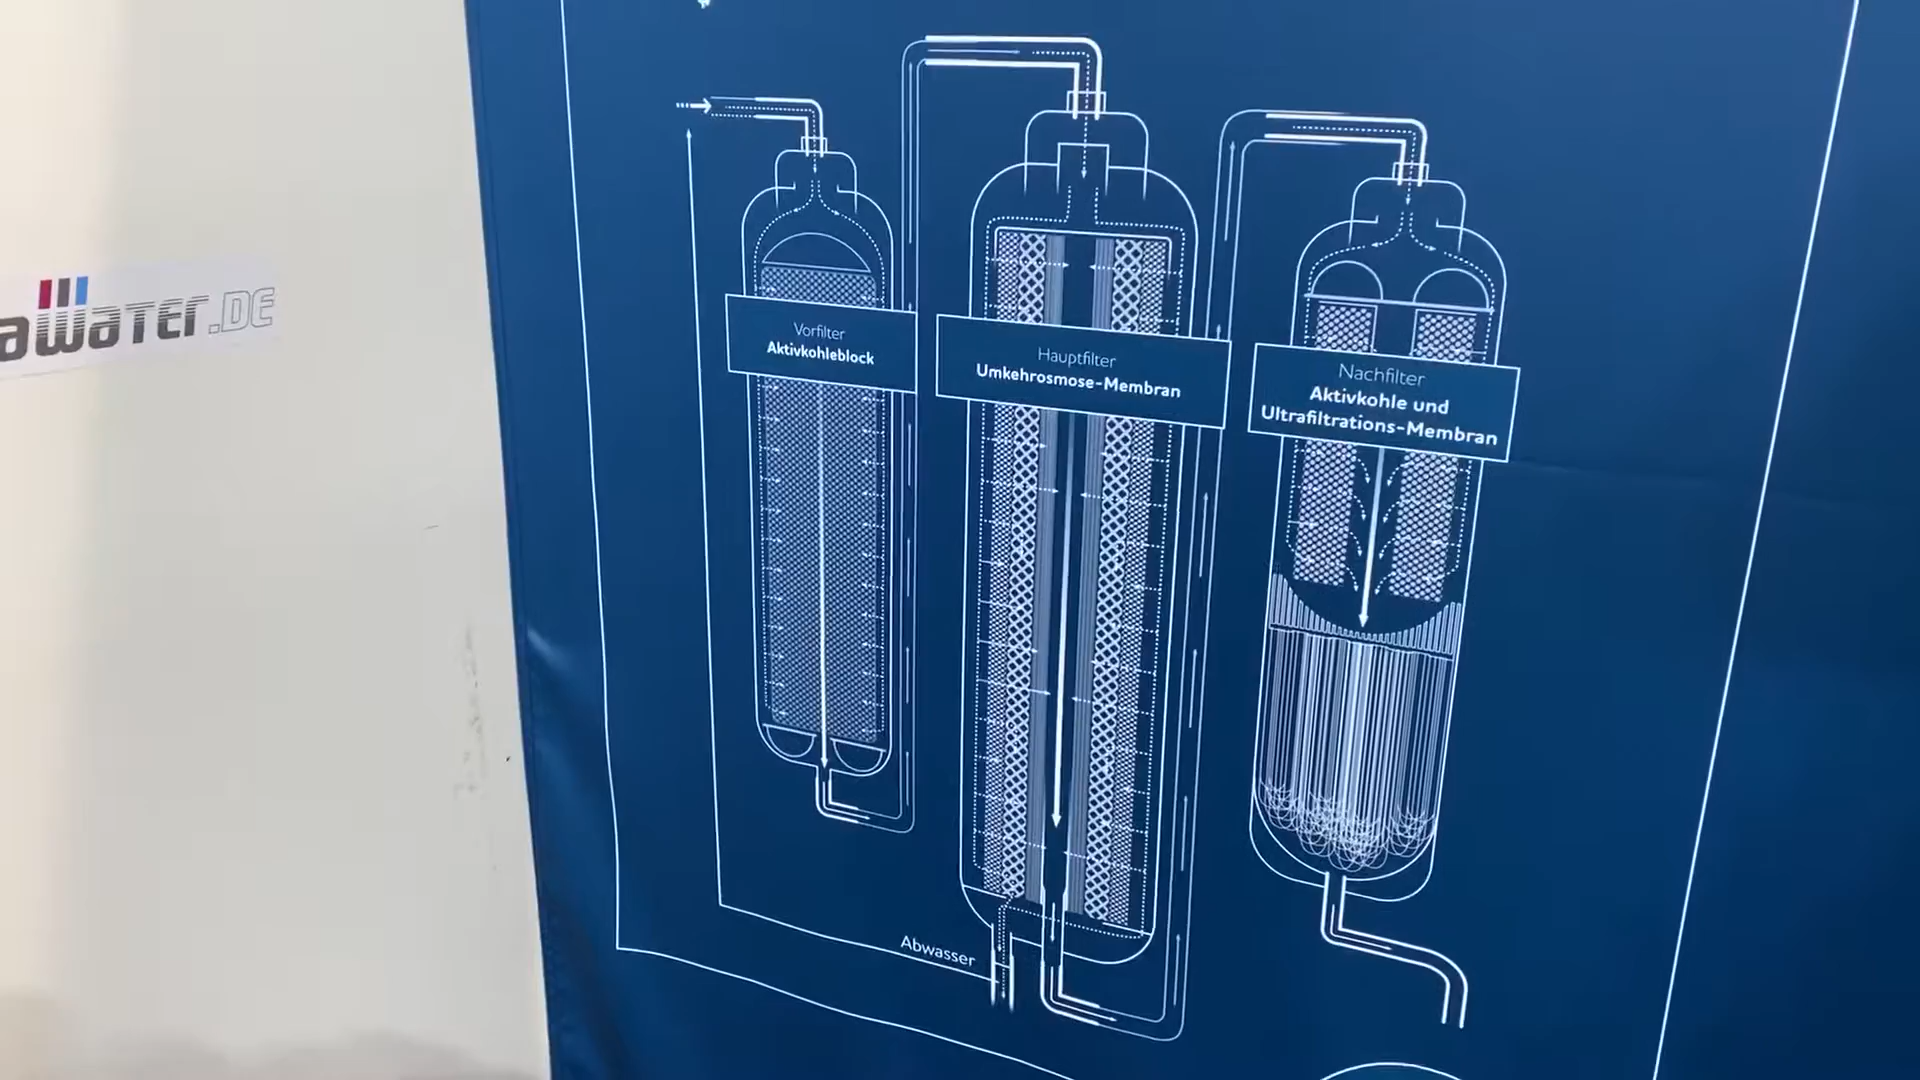 aWaTer.DE
Vorfilter
Aktivkohleblock
Hauptfilter
Umkehrosmose-Membran
Nachfilter
Aktivkohle und
Ultrafiltrations-Membran
Abwasser